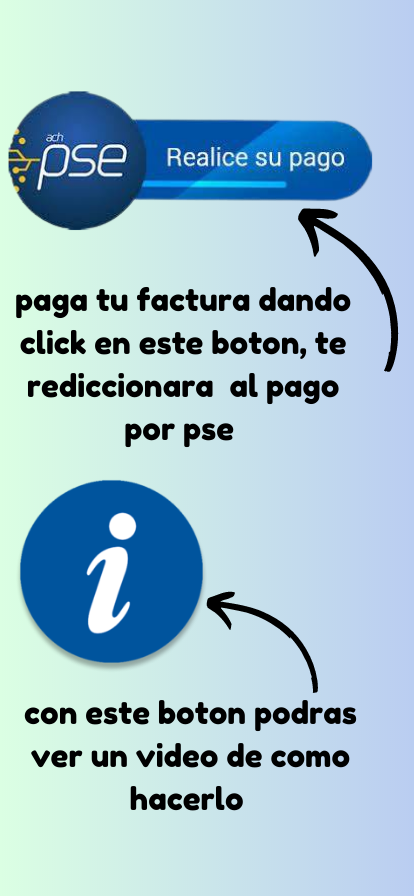 ach
pse
Realice su pago
paga tu factura dando
click en este boton, te
rediccionara al pago
por pse
i
con este boton podras
ver un video de como
hacerlo